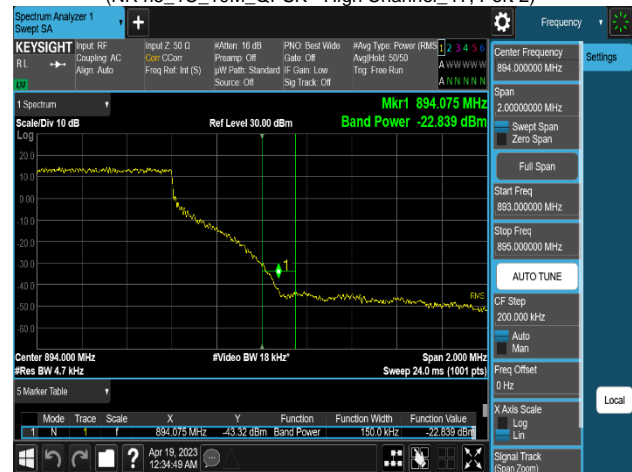 Spectrum Analyzer 1
Swept SA
Frequency
KEYSIGHT
RL
Input: RF
Coupling: AC
Align: Auto
Input Z: 50 Ω
Corr CCorr
Freq Ref: Int (S)
#Atten: 16 dB
Preamp: Off
µW Path: Standard
Source: Off
PNO: Best Wide
Gate: Off
IF Gain: Low
Sig Track: Off
#Avg Type: Power (RMS
Avg|Hold: 50/50
Trig: Free Run
1 2 3 4 5 6
A W W W W W
A N N N N N
1 Spectrum
Scale/Div 10 dB
Log
Ref Level 30.00 dBm
Mkr1 894.075 MHz
Band Power -22.839 dBm
20.0
10.0
0.00
-10.0
-20.0
-30.0
-40.0
-50.0
-60.0
1
RMS
Center 894.000 MHz
#Res BW 4.7 kHz
#Video BW 18 kHz*
Span 2.000 MHz
Sweep 24.0 ms (1001 pts)
5 Marker Table
Mode Trace Scale X Y Function Function Width Function Value
1 N 1 f 894.075 MHz -43.32 dBm Band Power 150.0 kHz -22.839 dBm
Apr 19, 2023
12:34:49 AM
Center Frequency
894.000000 MHz
Span
2.00000000 MHz
Swept Span
Zero Span
Full Span
Start Freq
893.000000 MHz
Stop Freq
895.000000 MHz
AUTO TUNE
CF Step
200.000 kHz
Auto
Man
Freq Offset
0 Hz
X Axis Scale
Log
Lin
Signal Track
(Span Zoom)
Settings
Local